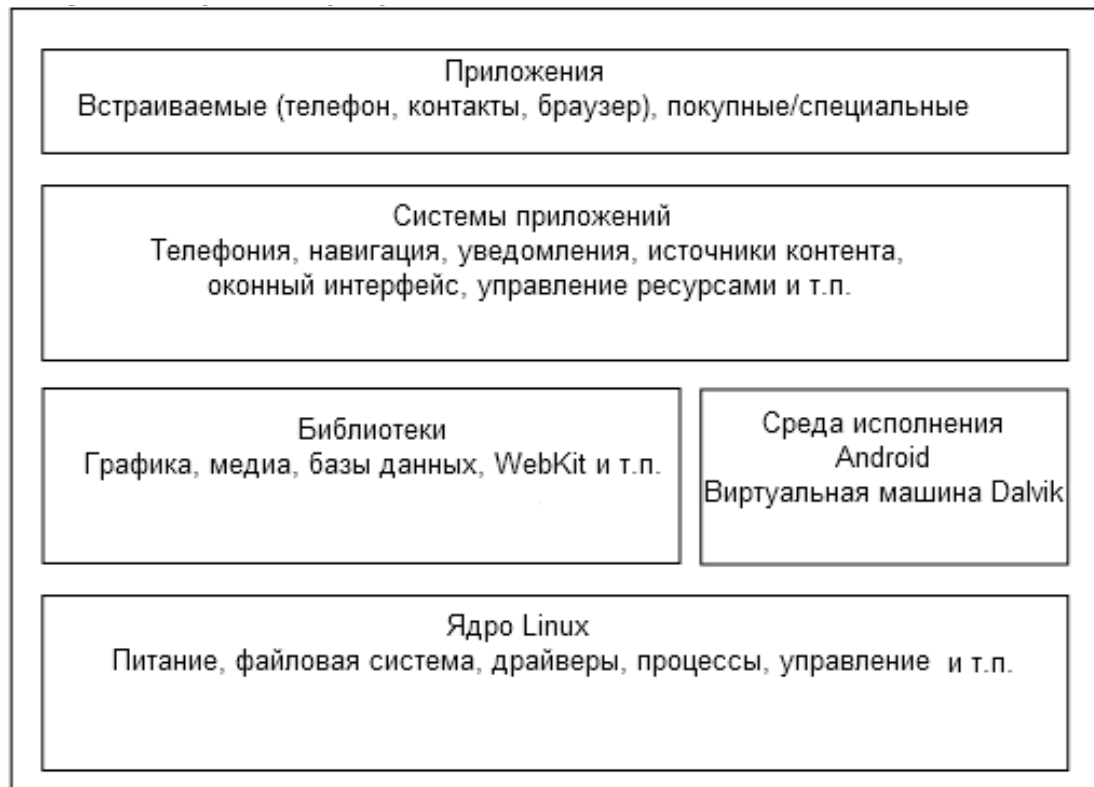 Приложения
Встраиваемые (телефон, контакты, браузер), покупные/специальные
Системы приложений
Телефония, навигация, уведомления, источники контента,
оконный интерфейс, управление ресурсами и т.п.
Библиотеки
Графика, медиа, базы данных, WebKit и т.п.
Среда исполнения
Android
Виртуальная машина Dalvik
Ядро Linux
Питание, файловая система, драйверы, процессы, управление и т.п.